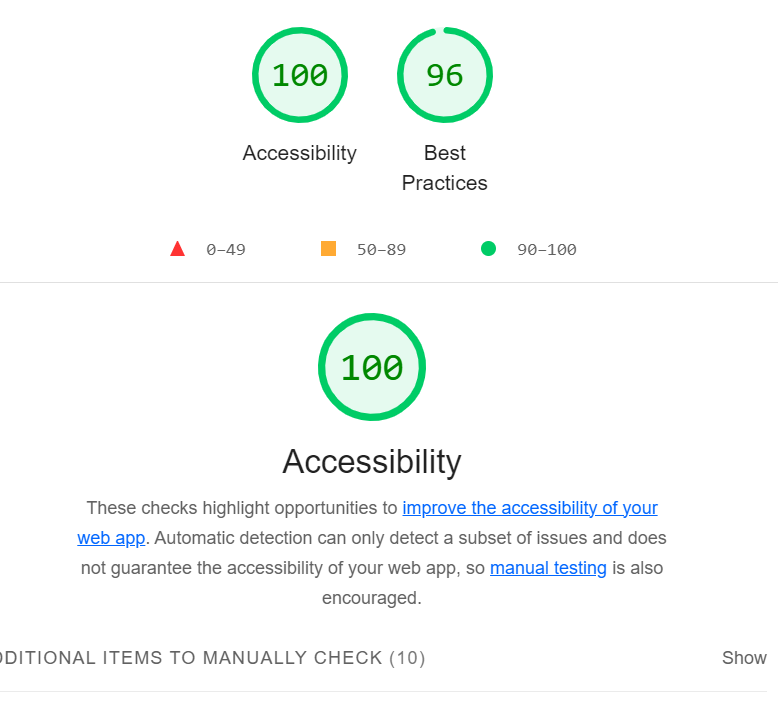 100
96
Accessibility
Best
Practices
0–49
50–89
90–100
100
Accessibility
These checks highlight opportunities to improve the accessibility of your
web app. Automatic detection can only detect a subset of issues and does
not guarantee the accessibility of your web app, so manual testing is also
encouraged.
DDITIONAL ITEMS TO MANUALLY CHECK (10)
Show